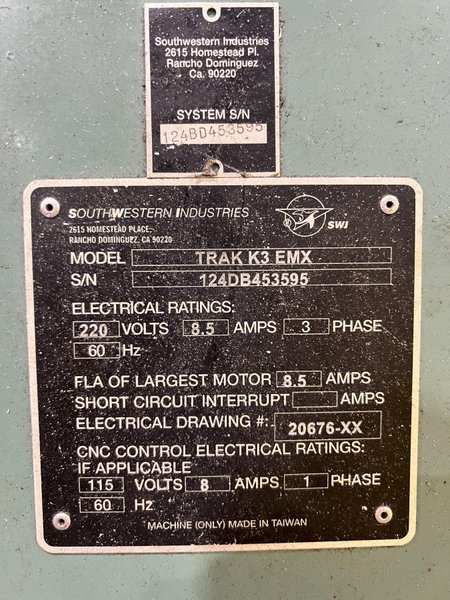 Southwestern Industries
2615 Homestead Pl.
Rancho Dominguez
Ca. 90220
SYSTEM S/N
124BD453595
SOUTHWESTERN INDUSTRIES
SWI
2615 HOMESTEAD PLACE,
RANCHO DOMINGUEZ, CA 90220
MODEL TRAK K3 EMX
S/N 124DB453595
ELECTRICAL RATINGS:
220 VOLTS 8.5 AMPS 3 PHASE
60 Hz
FLA OF LARGEST MOTOR 8.5 AMPS
SHORT CIRCUIT INTERRUPT AMPS
ELECTRICAL DRAWING #: 20676-XX
CNC CONTROL ELECTRICAL RATINGS:
IF APPLICABLE
115 VOLTS 8 AMPS 1 PHASE
60 Hz
MACHINE (ONLY) MADE IN TAIWAN